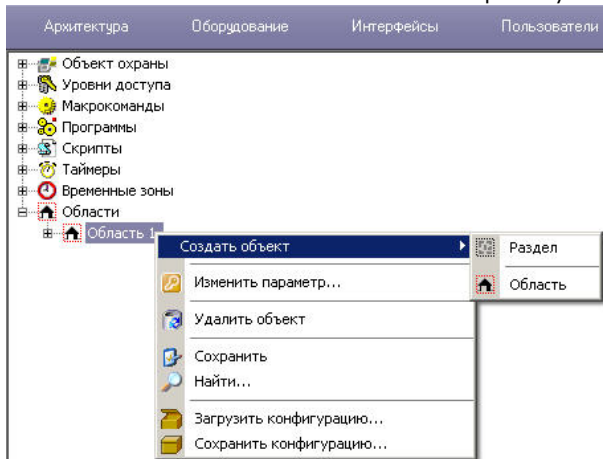 Архитектура Оборудование Интерфейсы Пользователи
Объект охраны
Уровни доступа
Макрокоманды
Программы
Скрипты
Таймеры
Временные зоны
Области
Область 1
Создать объект
Раздел
Изменить параметр...
Область
Удалить объект
Сохранить
Найти...
Загрузить конфигурацию...
Сохранить конфигурацию...